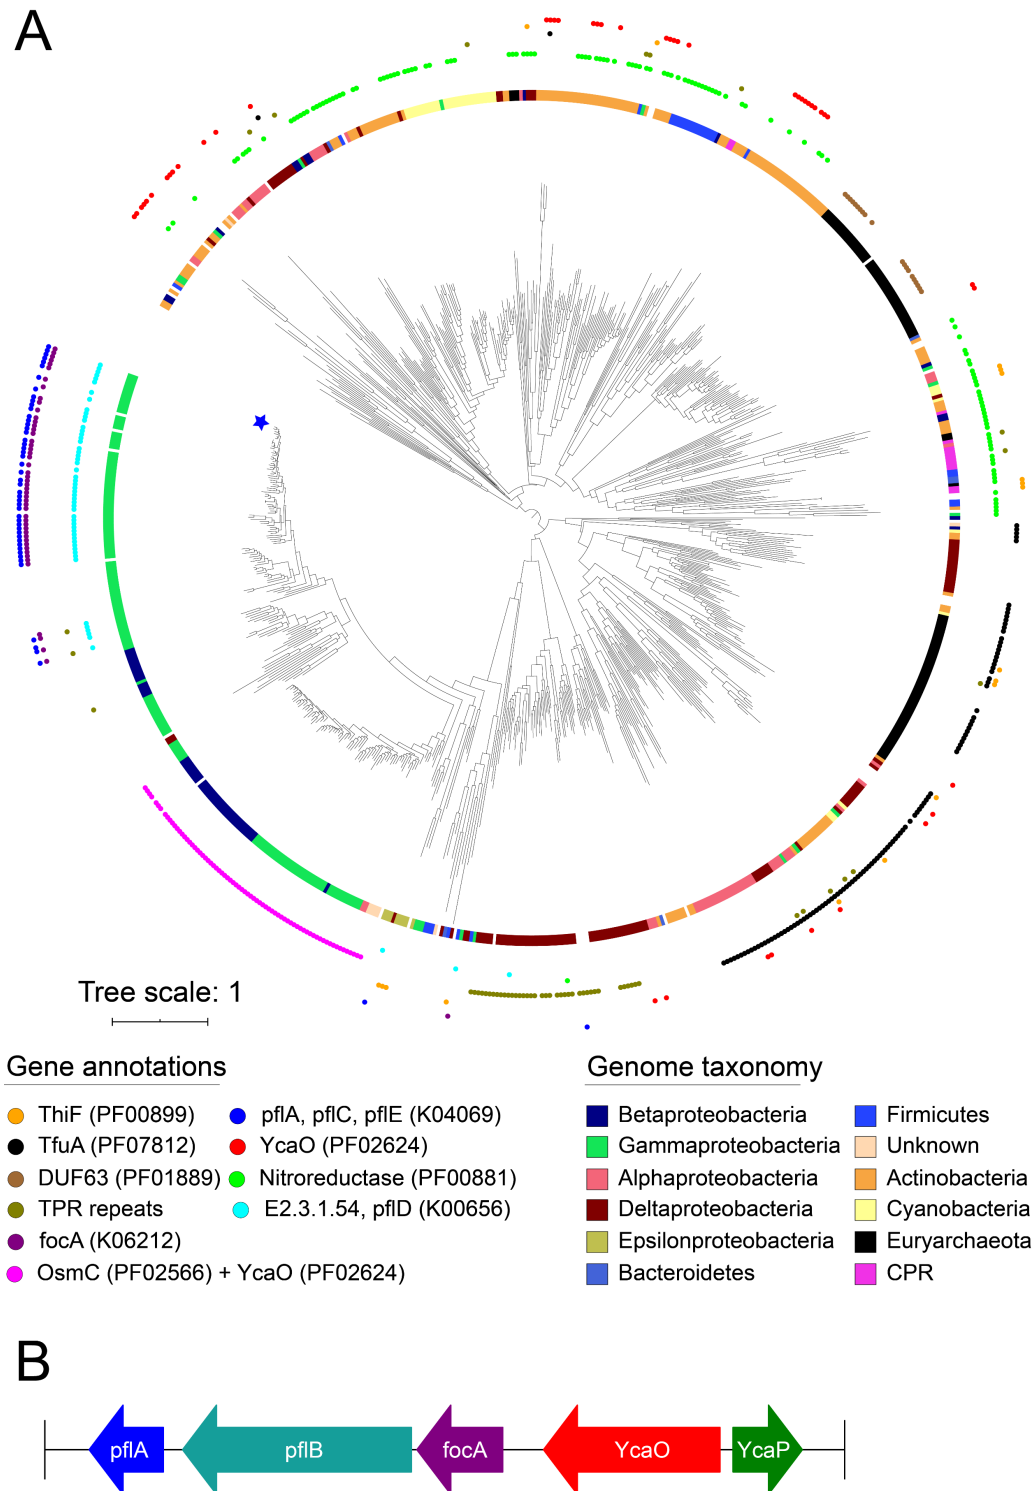 A
Tree scale: 1
Gene annotations
ThiF (PF00899)
TfuA (PF07812)
DUF63 (PF01889)
TPR repeats
focA (K06212)
OsmC (PF02566) + YcaO (PF02624)
pflA, pflC, pflE (K04069)
YcaO (PF02624)
Nitroreductase (PF00881)
E2.3.1.54, pflD (K00656)
Genome taxonomy
Betaproteobacteria
Gammaproteobacteria
Alphaproteobacteria
Deltaproteobacteria
Epsilonproteobacteria
Bacteroidetes
Firmicutes
Unknown
Actinobacteria
Cyanobacteria
Euryarchaeota
CPR
B
pflA pflB focA YcaO YcaP